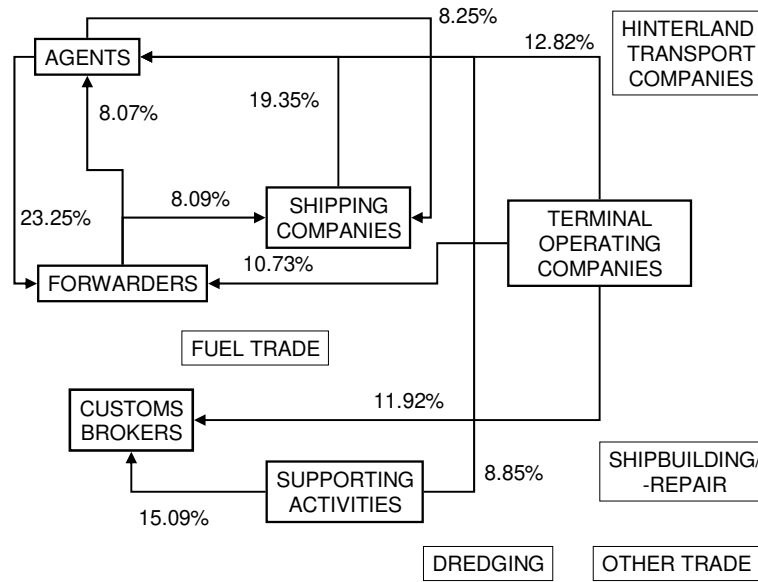 8.25%
HINTERLAND
TRANSPORT
COMPANIES
12.82%
AGENTS
8.07%
19.35%
23.25%
8.09%
SHIPPING
COMPANIES
TERMINAL
OPERATING
COMPANIES
10.73%
FORWARDERS
FUEL TRADE
CUSTOMS
BROKERS
11.92%
SHIPBUILDING/
-REPAIR
8.85%
SUPPORTING
ACTIVITIES
15.09%
DREDGING
OTHER TRADE